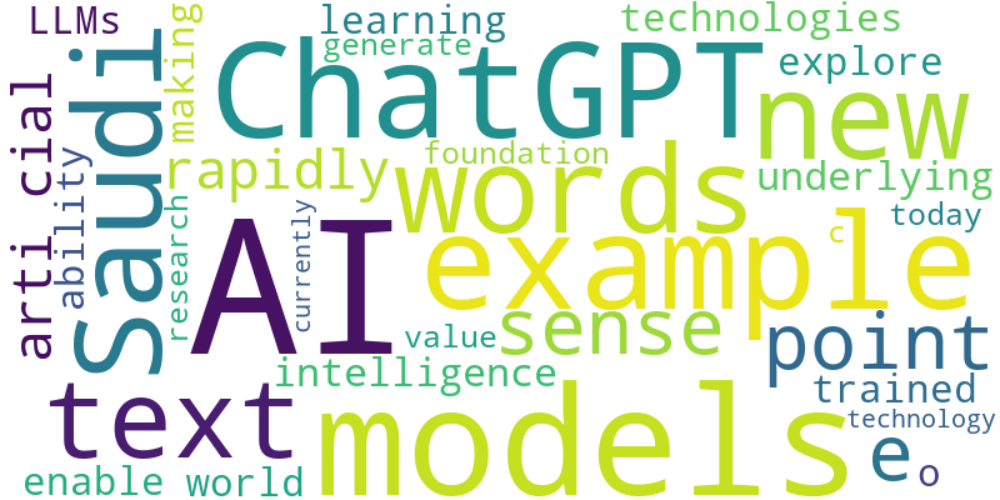 LLMs
learning
technologies
making
generate
Saudi
ChatGPT
explore
arti cial
new
ability
rapidly
foundation
words
underlying
research
currently
AI
example
c
today
value
sense
point
intelligence
text
models
trained
technology
e
o
enable
world